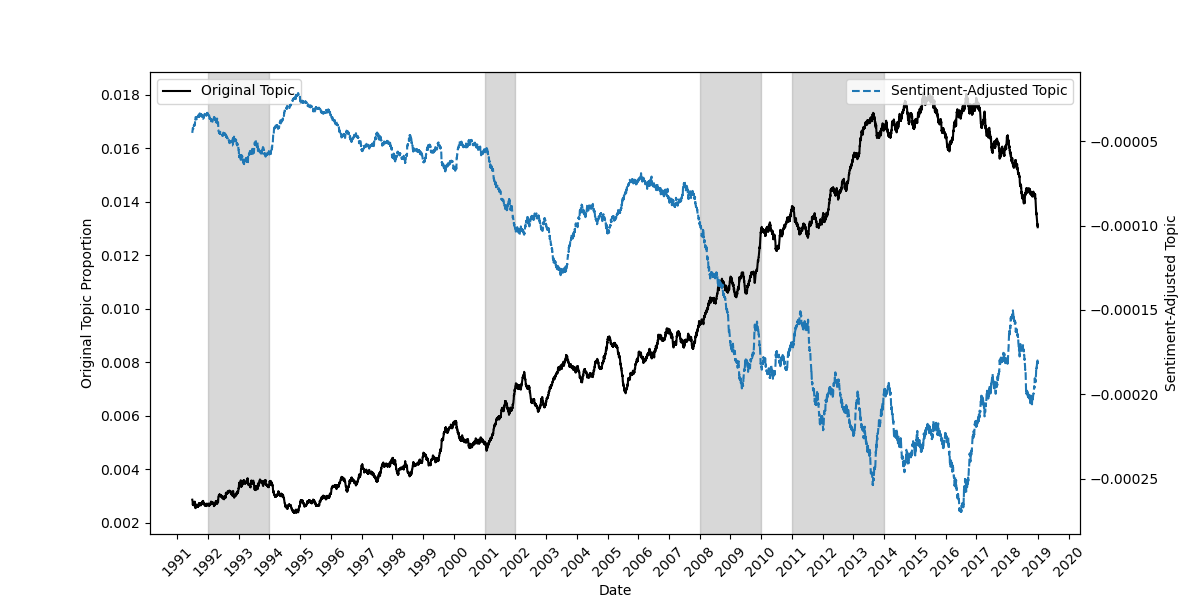 Original Topic
Sentiment-Adjusted Topic
0.018
0.016
0.014
0.012
0.010
0.008
0.006
0.004
0.002
Original Topic Proportion
−0.00005
−0.00010
−0.00015
−0.00020
−0.00025
Sentiment-Adjusted Topic
1991 1992 1993 1994 1995 1996 1997 1998 1999 2000 2001 2002 2003 2004 2005 2006 2007 2008 2009 2010 2011 2012 2013 2014 2015 2016 2017 2018 2019 2020
Date